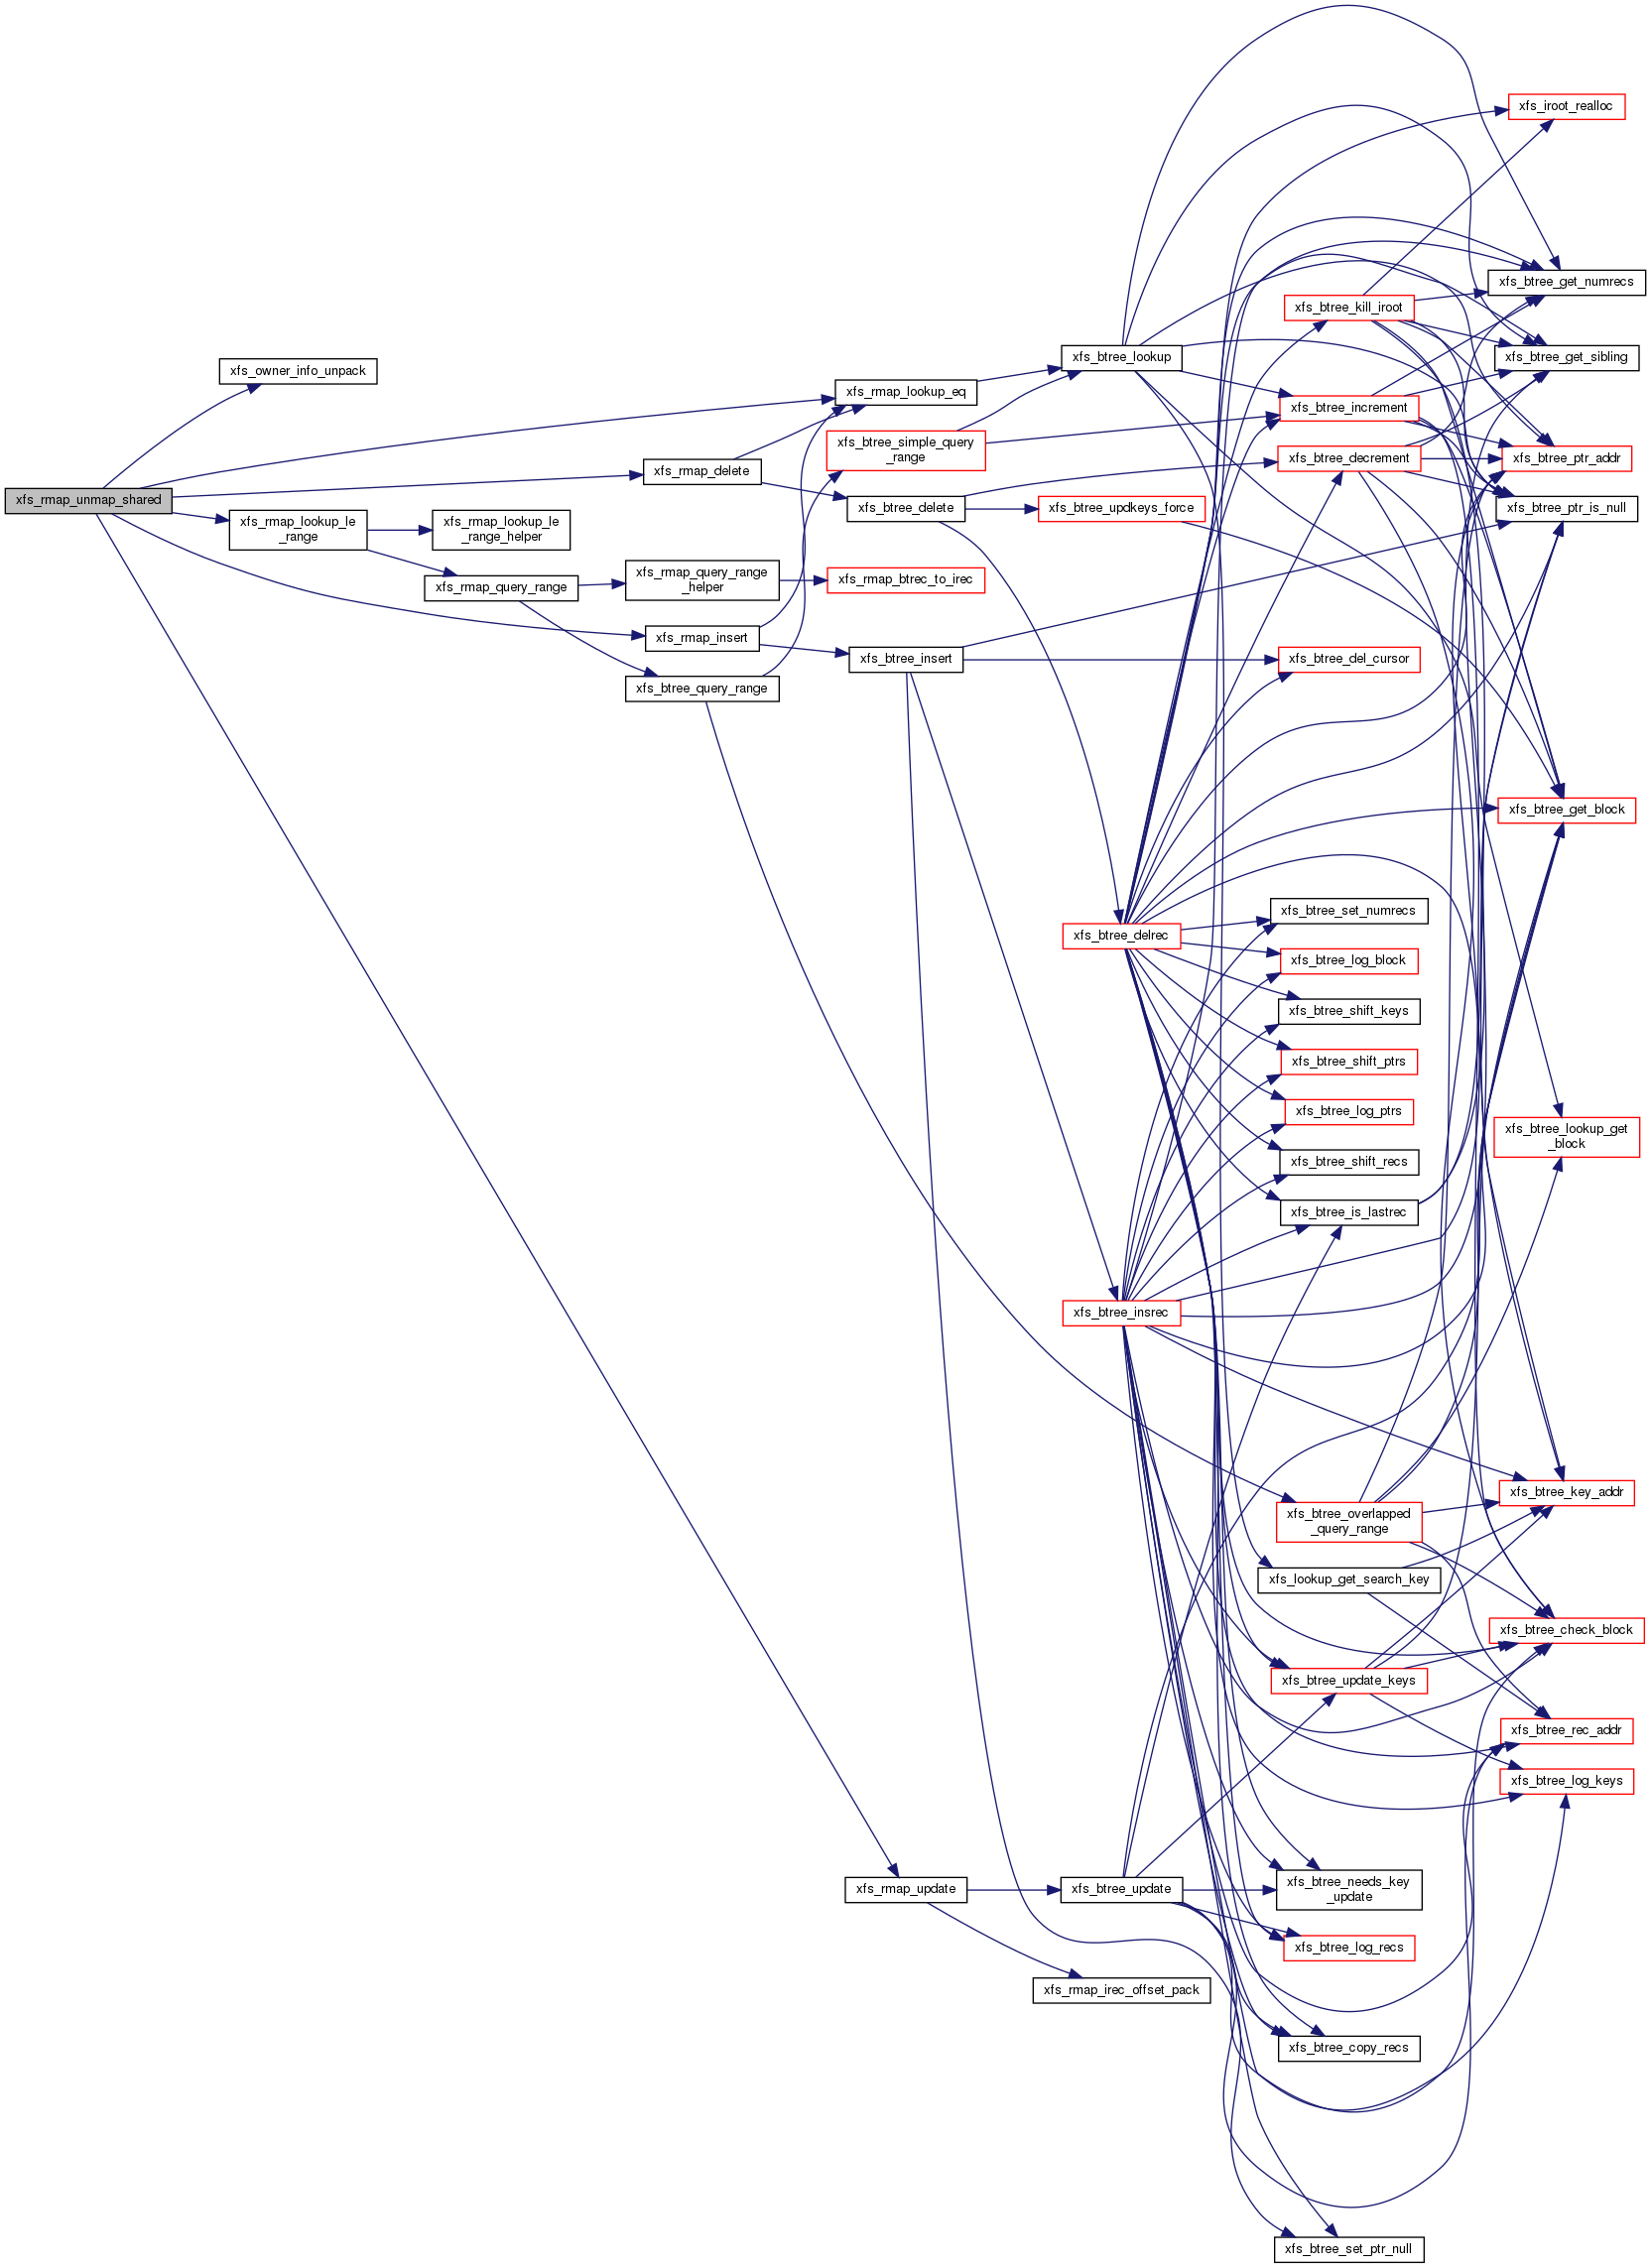 xfs_rmap_unmap_shared
xfs_owner_info_unpack
xfs_rmap_lookup_le
_range
xfs_rmap_lookup_le
_range_helper
xfs_rmap_query_range
xfs_rmap_query_range
_helper
xfs_rmap_btrec_to_irec
xfs_rmap_delete
xfs_rmap_insert
xfs_btree_query_range
xfs_rmap_lookup_eq
xfs_btree_simple_query
_range
xfs_btree_delete
xfs_btree_insert
xfs_rmap_update
xfs_btree_lookup
xfs_btree_updkeys_force
xfs_btree_delrec
xfs_btree_insrec
xfs_btree_update
xfs_rmap_irec_offset_pack
xfs_btree_kill_iroot
xfs_btree_increment
xfs_btree_decrement
xfs_btree_del_cursor
xfs_btree_set_numrecs
xfs_btree_log_block
xfs_btree_shift_keys
xfs_btree_shift_ptrs
xfs_btree_log_ptrs
xfs_btree_shift_recs
xfs_btree_is_lastrec
xfs_btree_overlapped
_query_range
xfs_lookup_get_search_key
xfs_btree_update_keys
xfs_btree_needs_key
_update
xfs_btree_log_recs
xfs_btree_copy_recs
xfs_btree_set_ptr_null
xfs_iroot_realloc
xfs_btree_get_numrecs
xfs_btree_get_sibling
xfs_btree_ptr_addr
xfs_btree_ptr_is_null
xfs_btree_get_block
xfs_btree_lookup_get
_block
xfs_btree_key_addr
xfs_btree_check_block
xfs_btree_rec_addr
xfs_btree_log_keys